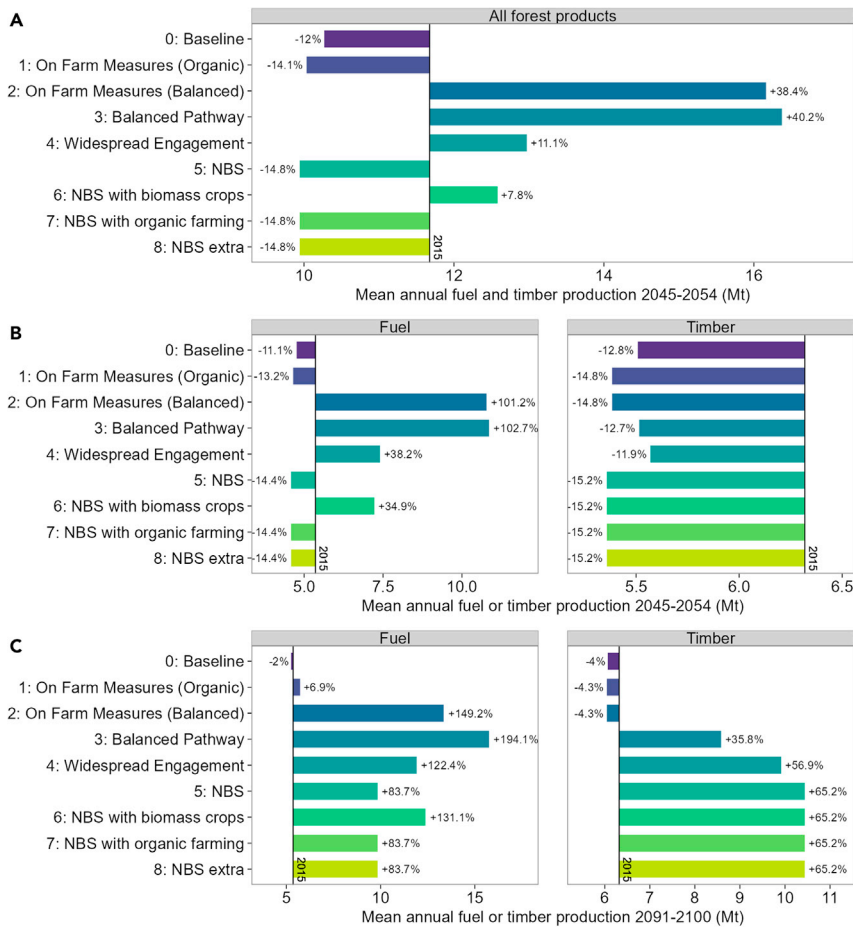 A
All forest products
0: Baseline
-12%
1: On Farm Measures (Organic)
-14.1%
2: On Farm Measures (Balanced)
+38.4%
3: Balanced Pathway
+40.2%
4: Widespread Engagement
+11.1%
5: NBS
-14.8%
6: NBS with biomass crops
+7.8%
7: NBS with organic farming
-14.8%
8: NBS extra
-14.8%
2015
10 12 14 16
Mean annual fuel and timber production 2045-2054 (Mt)
B
Fuel Timber
0: Baseline
-11.1% -12.8%
1: On Farm Measures (Organic)
-13.2% -14.8%
2: On Farm Measures (Balanced)
+101.2% -14.8%
3: Balanced Pathway
+102.7% -12.7%
4: Widespread Engagement
+38.2% -11.9%
5: NBS
-14.4% -15.2%
6: NBS with biomass crops
+34.9% -15.2%
7: NBS with organic farming
-14.4% -15.2%
8: NBS extra
-14.4% -15.2%
2015 2015
5.0 7.5 10.0 5.5 6.0 6.5
Mean annual fuel or timber production 2045-2054 (Mt)
C
Fuel Timber
0: Baseline
-2% -4%
1: On Farm Measures (Organic)
+6.9% -4.3%
2: On Farm Measures (Balanced)
+149.2% -4.3%
3: Balanced Pathway
+194.1% +35.8%
4: Widespread Engagement
+122.4% +56.9%
5: NBS
+83.7% +65.2%
6: NBS with biomass crops
+131.1% +65.2%
7: NBS with organic farming
+83.7% +65.2%
8: NBS extra
+83.7% +65.2%
2015 2015
5 10 15 6 7 8 9 10 11
Mean annual fuel or timber production 2091-2100 (Mt)